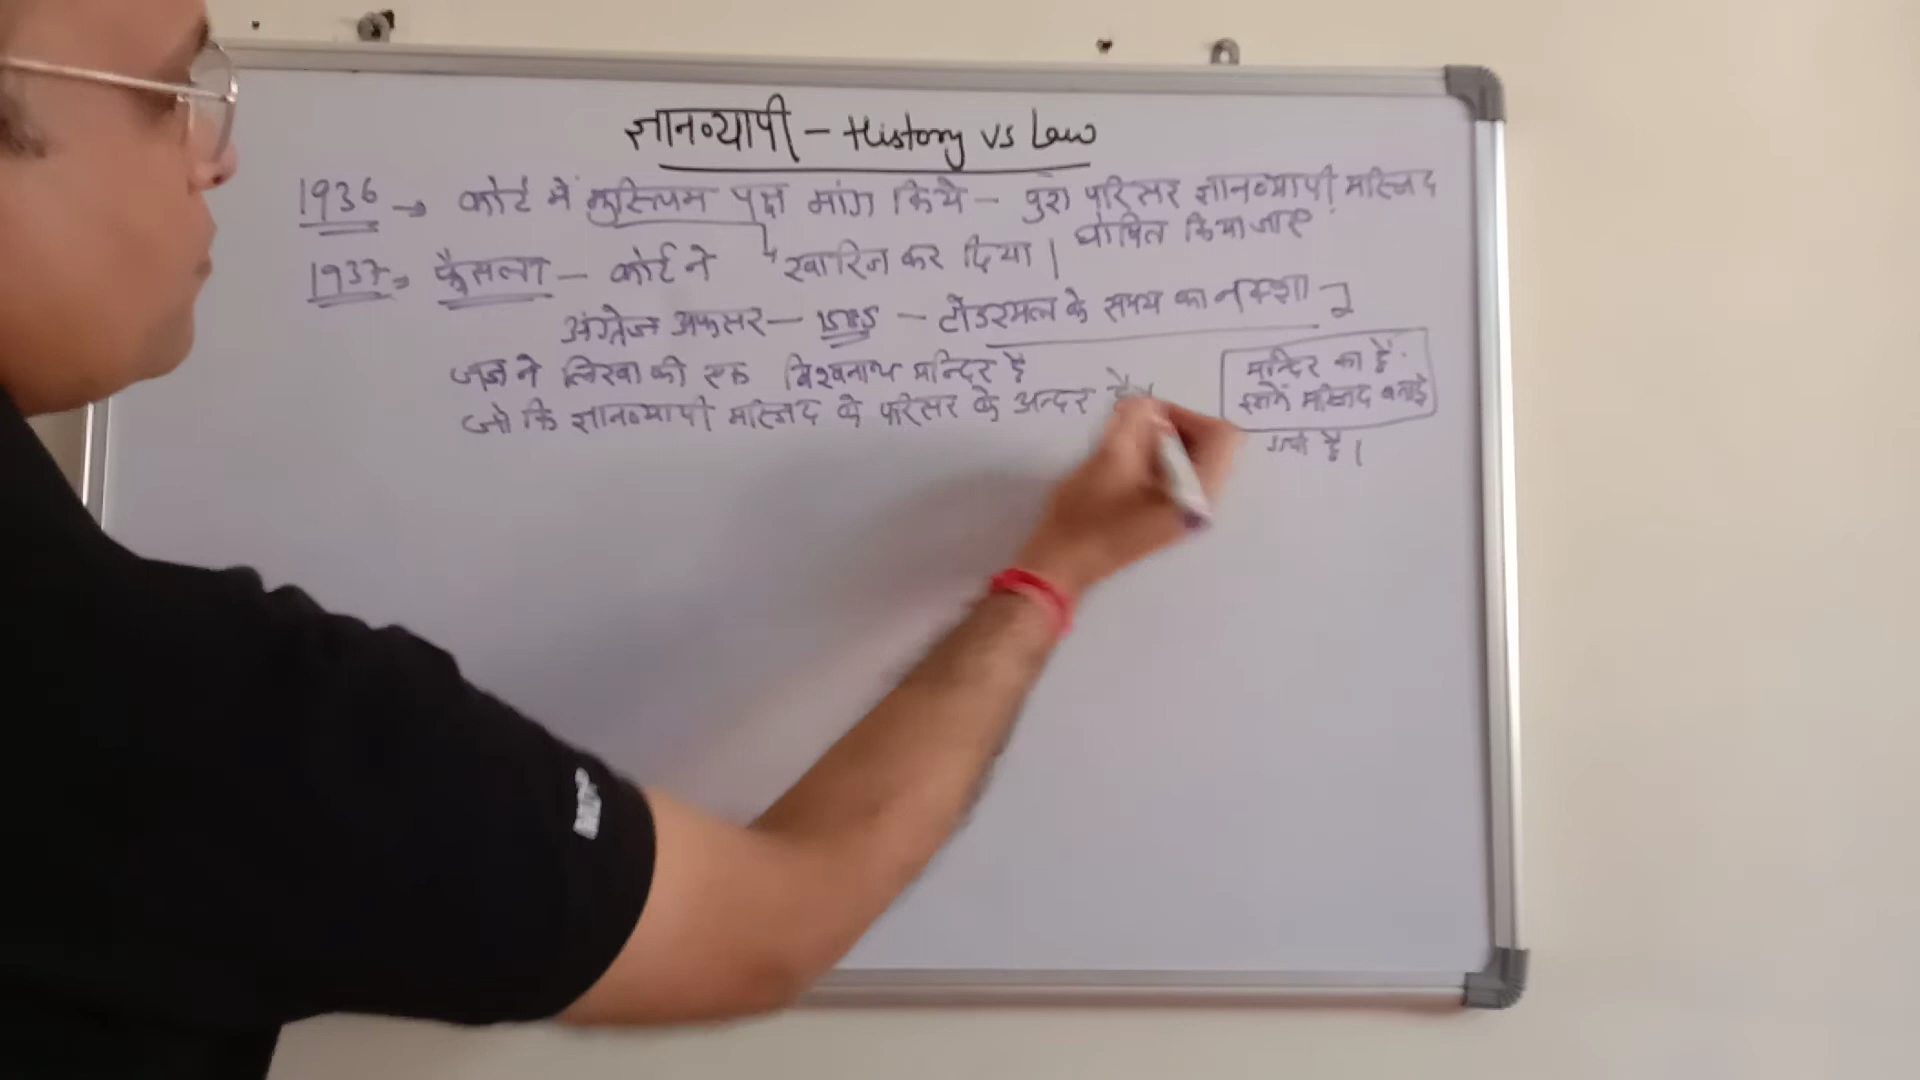 ज्ञानव्यापी – History vs Law
1936 → कोर्ट में मुस्लिम पक्ष मांग किये – पुरा परिसर ज्ञानव्यापी मस्जिद
घोषित किया जाए
1937 → फैसला – कोर्ट ने खारिज कर दिया।
अंग्रेज अफसर – 1585 – टोडरमल के समय का नक्शा
जज ने लिखा की एक विश्वनाथ मन्दिर है
जो कि ज्ञानव्यापी मस्जिद के परिसर के अन्दर है
मन्दिर का है
इसमें मस्जिद बनाई
गयी है।